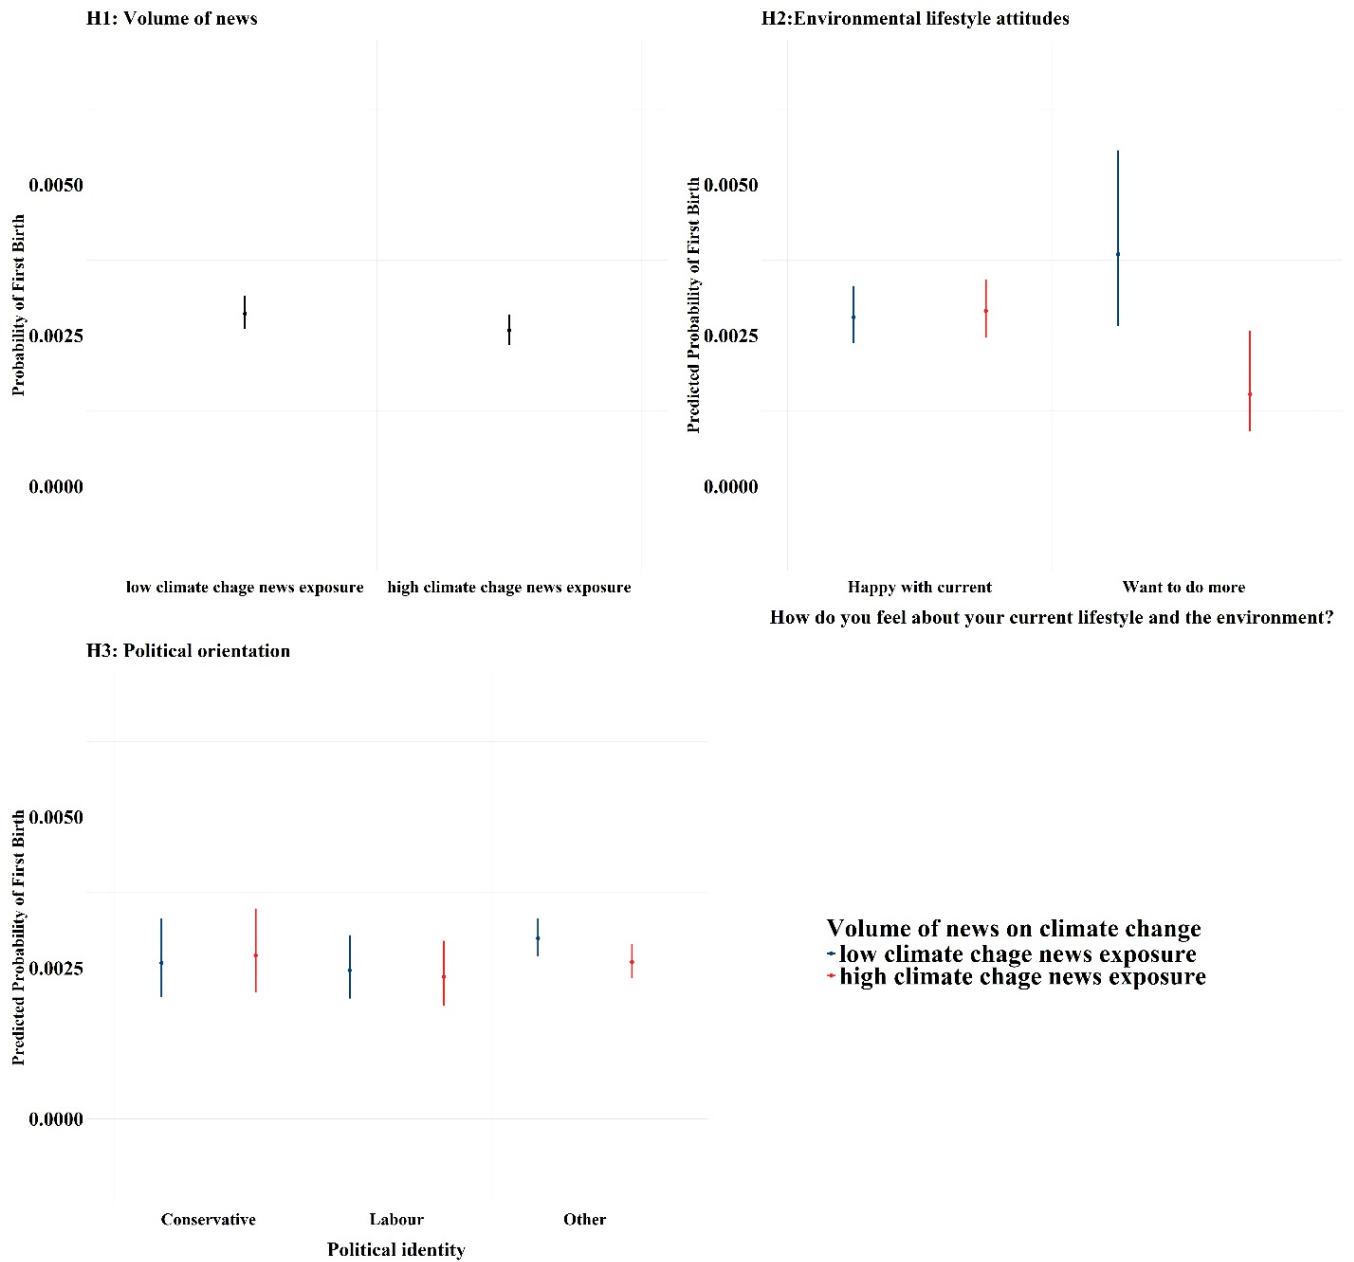 H1: Volume of news
Probability of First Birth
0.0050
0.0025
0.0000
low climate chage news exposure
high climate chage news exposure
H2:Environmental lifestyle attitudes
Predicted Probability of First Birth
0.0050
0.0025
0.0000
Happy with current
Want to do more
How do you feel about your current lifestyle and the environment?
H3: Political orientation
Predicted Probability of First Birth
0.0050
0.0025
0.0000
Conservative
Labour
Other
Political identity
Volume of news on climate change
low climate chage news exposure
high climate chage news exposure